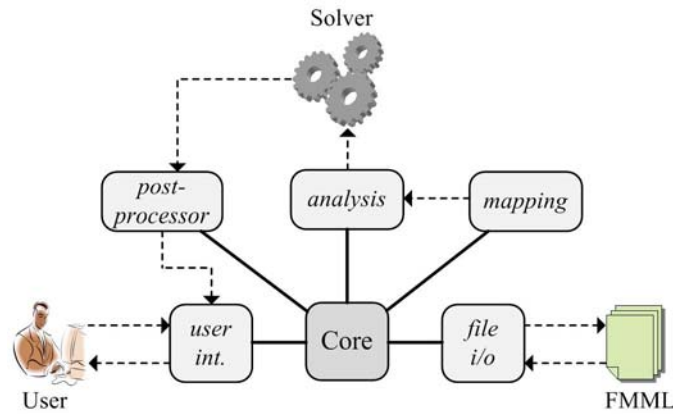 Solver
post-
processor
analysis
mapping
user
int.
Core
file
i/o
User
FMML